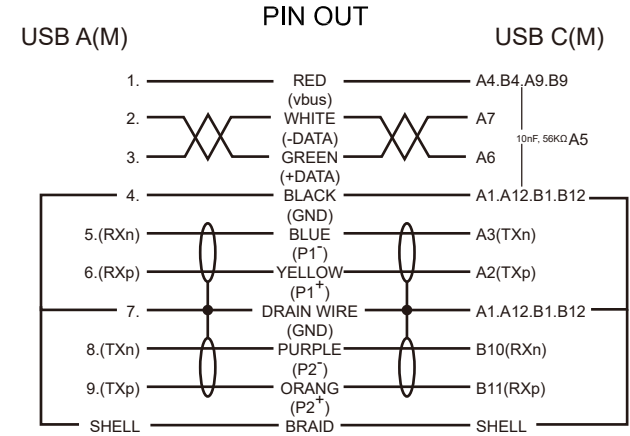 PIN OUT
USB A(M) USB C(M)
1. RED A4.B4.A9.B9
(vbus)
2. WHITE A7
(-DATA) 10nF, 56KΩ A5
3. GREEN A6
(+DATA)
4. BLACK A1.A12.B1.B12
(GND)
5.(RXn) BLUE A3(TXn)
(P1-)
6.(RXp) YELLOW A2(TXp)
(P1+)
7. DRAIN WIRE A1.A12.B1.B12
(GND)
8.(TXn) PURPLE B10(RXn)
(P2-)
9.(TXp) ORANG B11(RXp)
(P2+)
SHELL BRAID SHELL